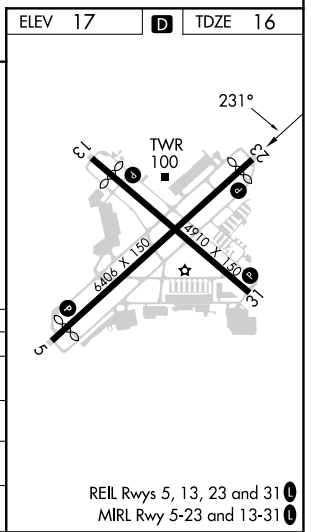 ELEV 17 D TDZE 16
231°
13
TWR
100
23
P
P
6406 X 150
4910 X 150
P
P
5
31
REIL Rwys 5, 13, 23 and 31 L
MIRL Rwy 5-23 and 13-31 L